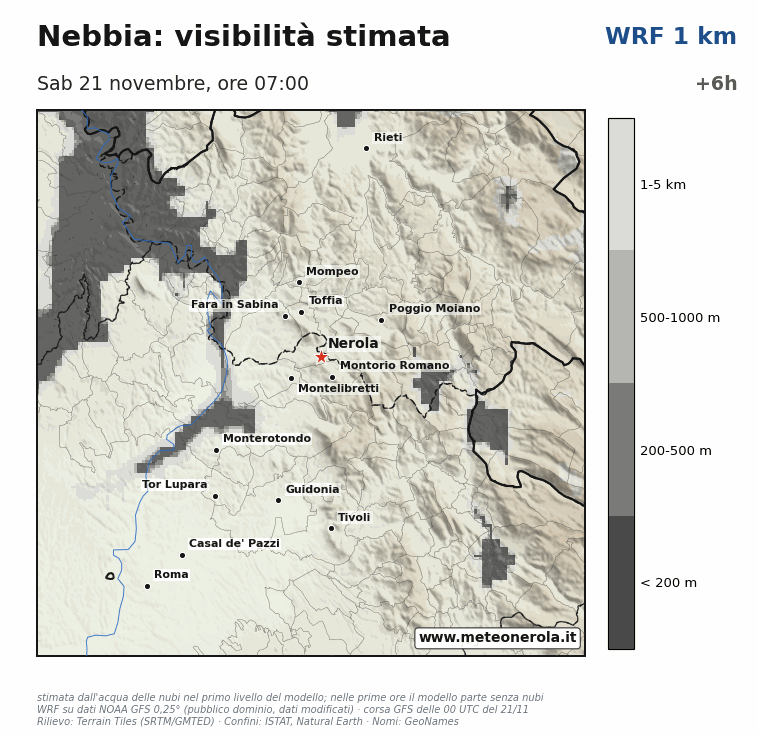 Nebbia: visibilità stimata
WRF 1 km
Sab 21 novembre, ore 07:00
+6h
Rieti
1-5 km
Mompeo
Toffia
Fara in Sabina
Poggio Moiano
500-1000 m
Nerola
Montorio Romano
Montelibretti
Monterotondo
200-500 m
Tor Lupara
Guidonia
Tivoli
Casal de' Pazzi
Roma
< 200 m
www.meteonerola.it
stimata dall'acqua delle nubi nel primo livello del modello; nelle prime ore il modello parte senza nubi
WRF su dati NOAA GFS 0,25° (pubblico dominio, dati modificati) · corsa GFS delle 00 UTC del 21/11
Rilievo: Terrain Tiles (SRTM/GMTED) · Confini: ISTAT, Natural Earth · Nomi: GeoNames